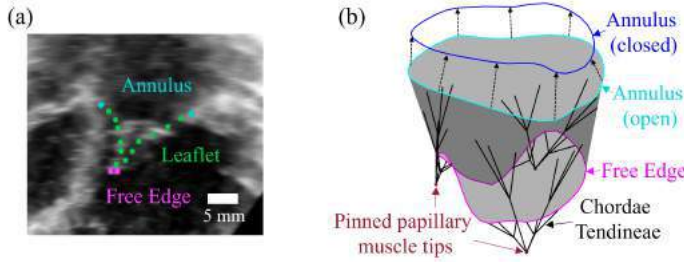 (a)
Annulus
Leaflet
Free Edge
5 mm
(b)
Annulus
(closed)
Annulus
(open)
Free Edge
Pinned papillary
muscle tips
Chordae
Tendineae